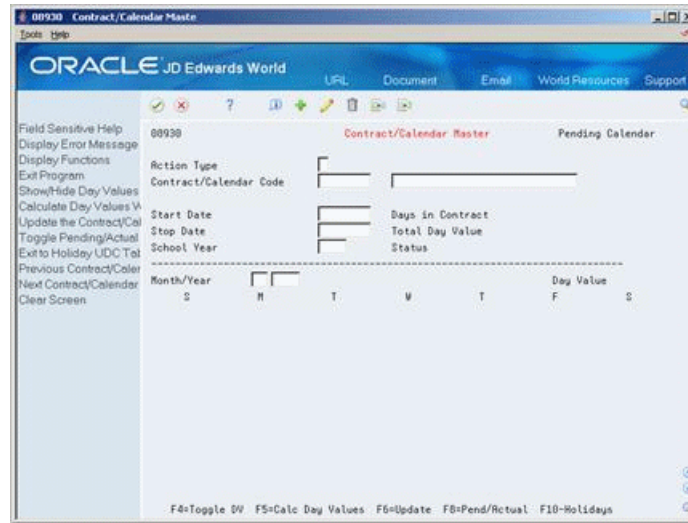 08930 Contract/Calendar Maste
Tools Help
ORACLE JD Edwards World
URL Document Email World Resources Support
Field Sensitive Help
Display Error Message
Display Functions
Exit Program
Show/Hide Day Values
Calculate Day Values W
Update the Contract/Cal
Toggle Pending/Actual
Exit to Holiday UDC Tab
Previous Contract/Calen
Next Contract/Calendar
Clear Screen
08930 Contract/Calendar Master Pending Calendar
Action Type
Contract/Calendar Code
Start Date Days in Contract
Stop Date Total Day Value
School Year Status
Month/Year Day Value
S M T W T F S
F4=Toggle DV F5=Calc Day Values F6=Update F8=Pend/Actual F10-Holidays